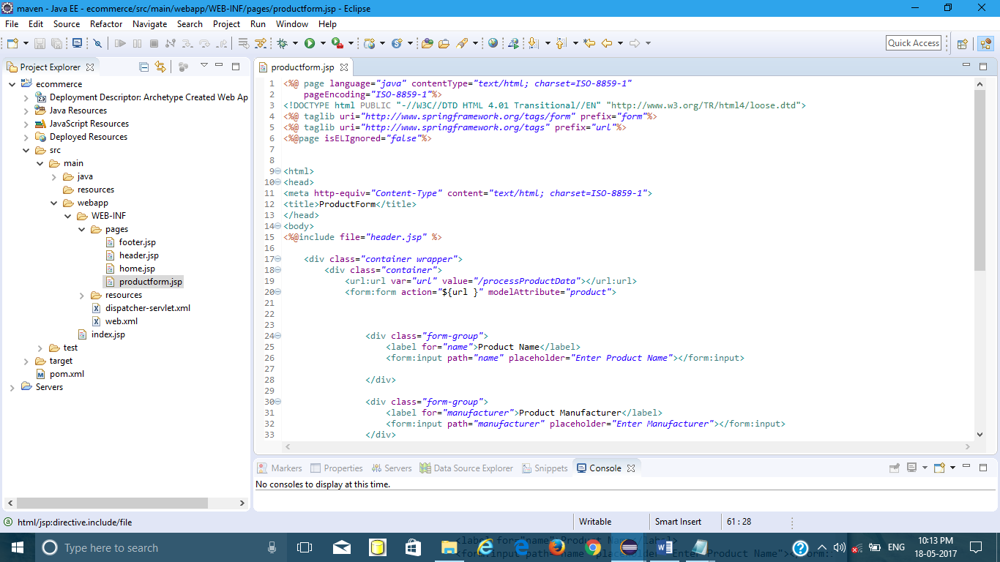 maven - Java EE - ecommerce/src/main/webapp/WEB-INF/pages/productform.jsp - Eclipse
File Edit Source Refactor Navigate Search Project Run Window Help
Quick Access
Project Explorer
ecommerce
Deployment Descriptor: Archetype Created Web Ap
Java Resources
JavaScript Resources
Deployed Resources
src
main
java
resources
webapp
WEB-INF
pages
footer.jsp
header.jsp
home.jsp
productform.jsp
resources
dispatcher-servlet.xml
web.xml
index.jsp
test
target
pom.xml
Servers
productform.jsp
1 <%@ page language="java" contentType="text/html; charset=ISO-8859-1"
2     pageEncoding="ISO-8859-1"%>
3 <!DOCTYPE html PUBLIC "-//W3C//DTD HTML 4.01 Transitional//EN" "http://www.w3.org/TR/html4/loose.dtd">
4 <%@ taglib uri="http://www.springframework.org/tags/form" prefix="form"%>
5 <%@ taglib uri="http://www.springframework.org/tags" prefix="url"%>
6 <%@page isELIgnored="false"%>
7
8
9 <html>
10 <head>
11 <meta http-equiv="Content-Type" content="text/html; charset=ISO-8859-1">
12 <title>ProductForm</title>
13 </head>
14 <body>
15 <%@include file="header.jsp" %>
16
17     <div class="container wrapper">
18         <div class="container">
19             <url:url var="url" value="/processProductData"></url:url>
20             <form:form action="${url }" modelAttribute="product">
21
22
23
24                 <div class="form-group">
25                     <label for="name">Product Name</label>
26                     <form:input path="name" placeholder="Enter Product Name"></form:input>
27
28                 </div>
29
30                 <div class="form-group">
31                     <label for="manufacturer">Product Manufacturer</label>
32                     <form:input path="manufacturer" placeholder="Enter Manufacturer"></form:input>
33                 </div>
Markers Properties Servers Data Source Explorer Snippets Console
No consoles to display at this time.
html/jsp:directive.include/file Writable Smart Insert 61 : 28
Type here to search
ENG
10:13 PM
18-05-2017